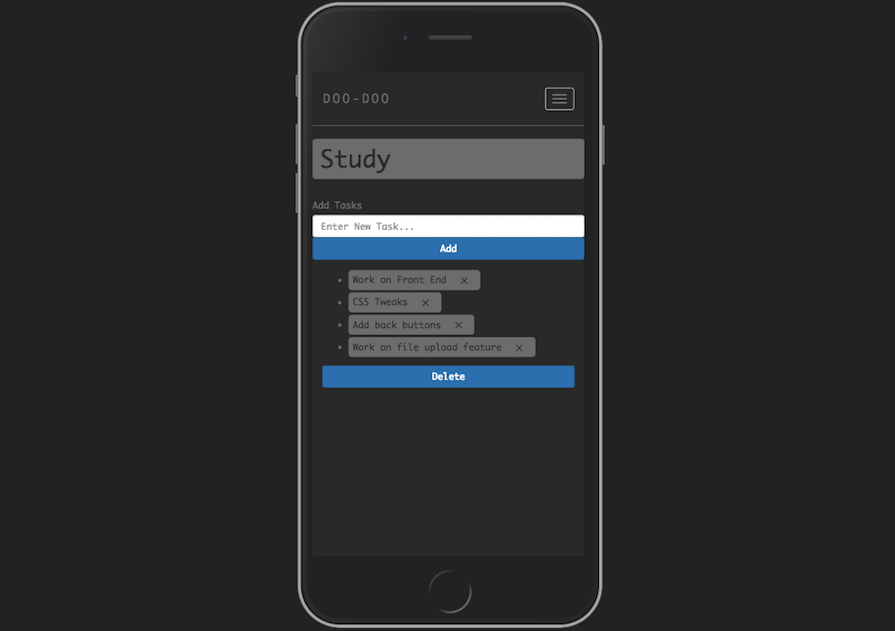 DOO-DOO
Study
Add Tasks
Enter New Task...
Add
Work on Front End
CSS Tweaks
Add back buttons
Work on file upload feature
Delete